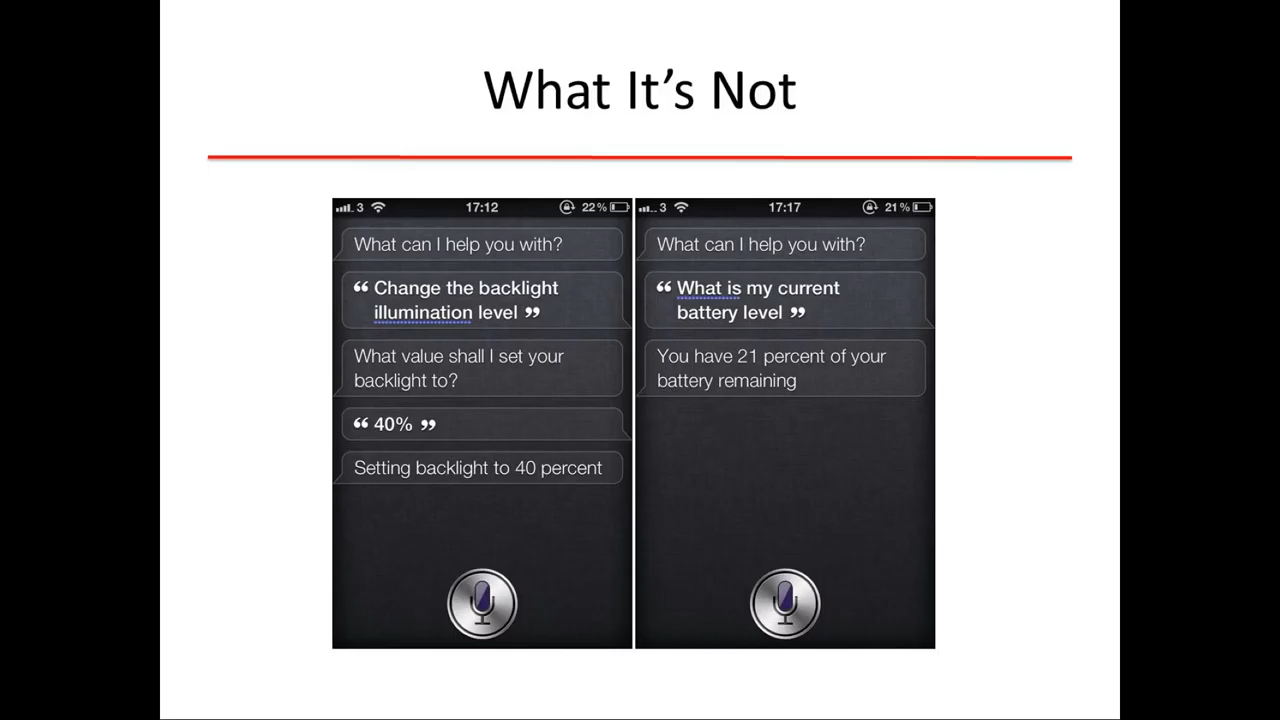 What It’s Not
3 17:12 22%
What can I help you with?
“ Change the backlight
illumination level ”
What value shall I set your
backlight to?
“ 40% ”
Setting backlight to 40 percent
3 17:17 21%
What can I help you with?
“ What is my current
battery level ”
You have 21 percent of your
battery remaining